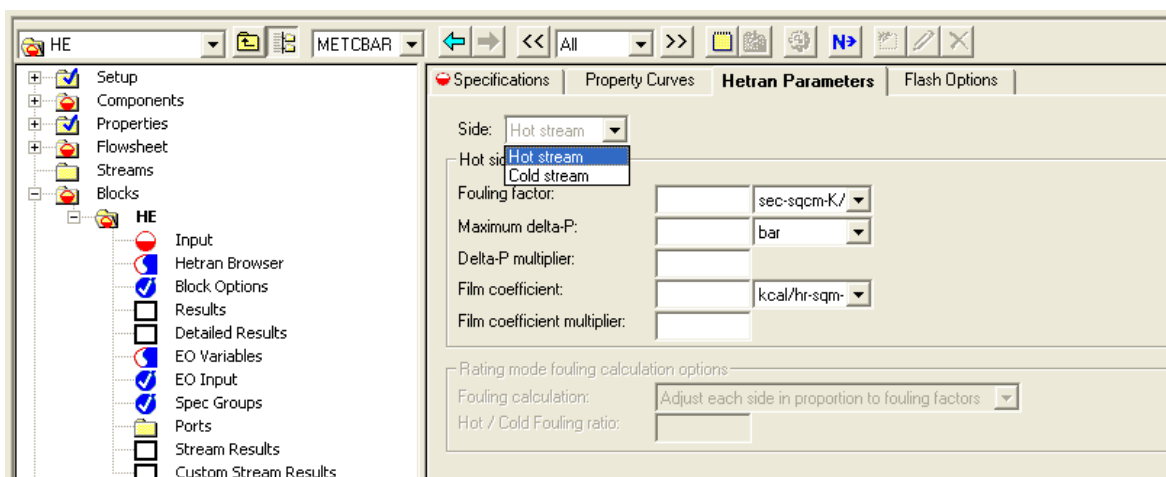 HE METCBAR << All >> N>
Setup
Components
Properties
Flowsheet
Streams
Blocks
HE
Input
Hetran Browser
Block Options
Results
Detailed Results
EO Variables
EO Input
Spec Groups
Ports
Stream Results
Custom Stream Results
Specifications Property Curves Hetran Parameters Flash Options
Side: Hot stream
Hot sid
Hot stream
Cold stream
Fouling factor: sec-sqcm-K/
Maximum delta-P: bar
Delta-P multiplier:
Film coefficient: kcal/hr-sqm-
Film coefficient multiplier:
Rating mode fouling calculation options
Fouling calculation: Adjust each side in proportion to fouling factors
Hot / Cold Fouling ratio: